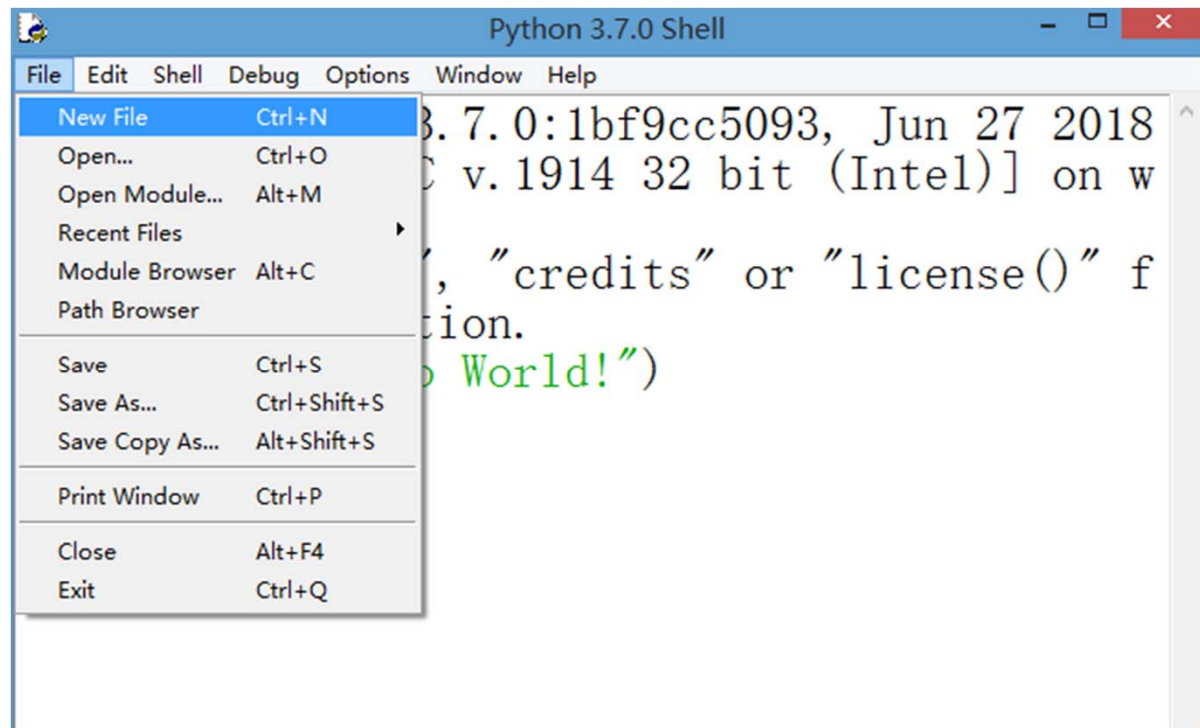 Python 3.7.0 Shell
File Edit Shell Debug Options Window Help
New File Ctrl+N
Open... Ctrl+O
Open Module... Alt+M
Recent Files
Module Browser Alt+C
Path Browser
Save Ctrl+S
Save As... Ctrl+Shift+S
Save Copy As... Alt+Shift+S
Print Window Ctrl+P
Close Alt+F4
Exit Ctrl+Q
3.7.0:1bf9cc5093, Jun 27 2018
v.1914 32 bit (Intel)] on w
", "credits" or "license()" f
tion.
World!")